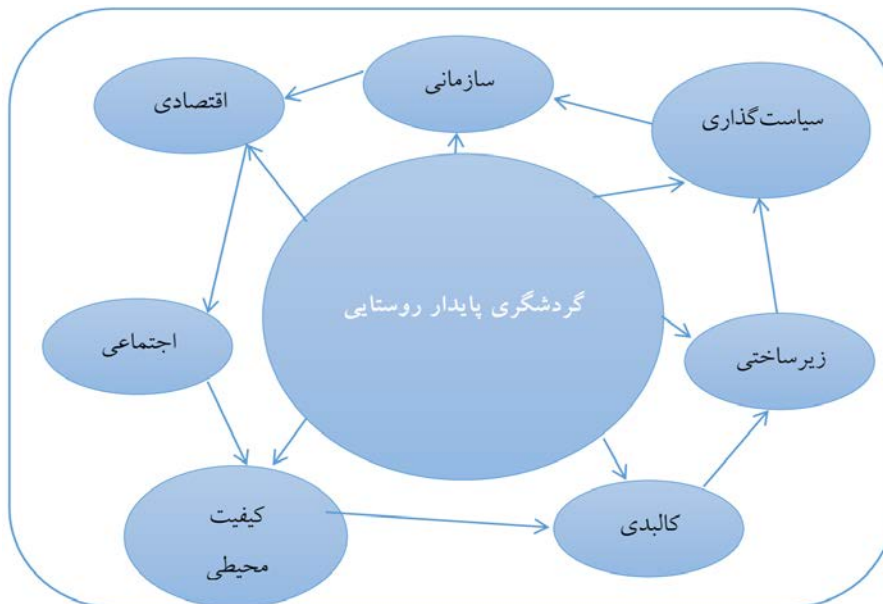 سازمانی
اقتصادی
سیاست‌گذاری
گردشگری پایدار روستایی
اجتماعی
زیرساختی
کیفیت
محیطی
کالبدی